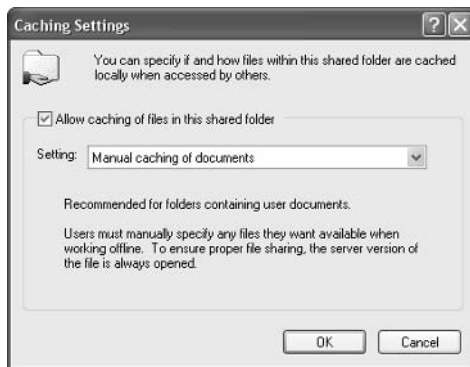 Caching Settings
You can specify if and how files within this shared folder are cached
locally when accessed by others.
Allow caching of files in this shared folder
Setting: Manual caching of documents
Recommended for folders containing user documents.
Users must manually specify any files they want available when
working offline. To ensure proper file sharing, the server version of
the file is always opened.
OK Cancel